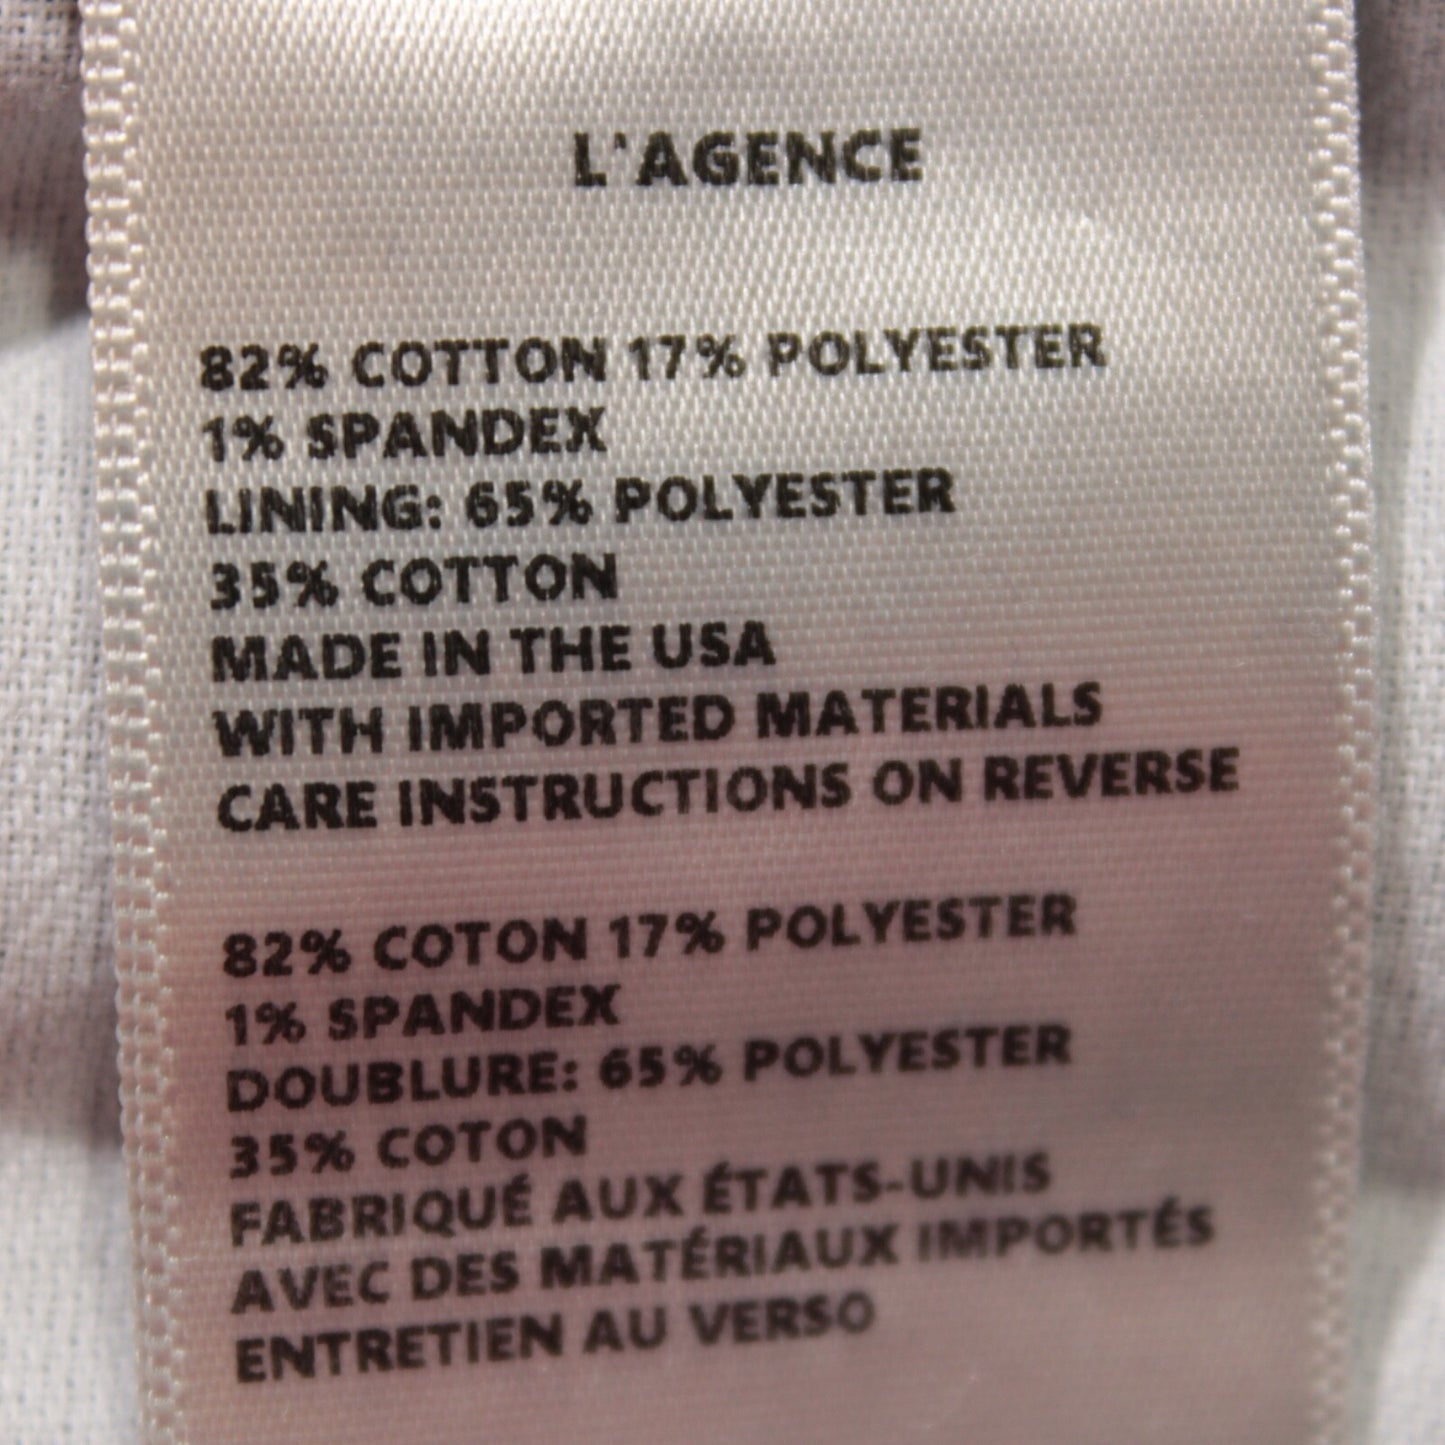 L'AGENCE
82% COTTON 17% POLYESTER
1% SPANDEX
LINING: 65% POLYESTER
35% COTTON
MADE IN THE USA
WITH IMPORTED MATERIALS
CARE INSTRUCTIONS ON REVERSE
82% COTON 17% POLYESTER
1% SPANDEX
DOUBLURE: 65% POLYESTER
35% COTON
FABRIQUÉ AUX ÉTATS-UNIS
AVEC DES MATÉRIAUX IMPORTÉS
ENTRETIEN AU VERSO